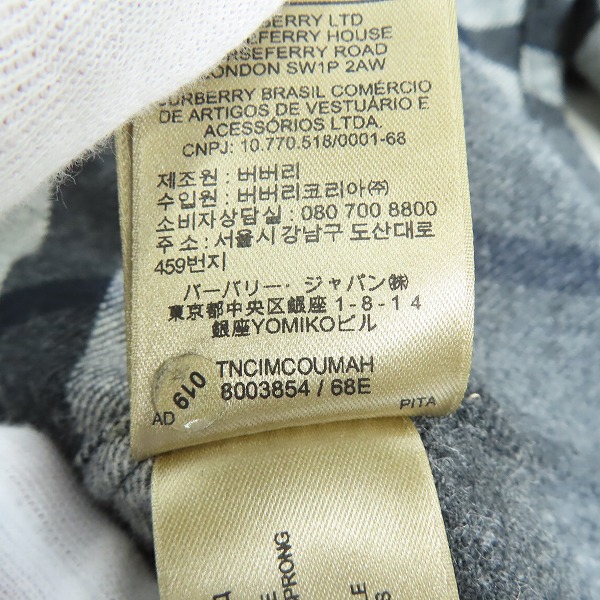 LTD
HOUSE
ROAD
LONDON SW1P 2AW
BURBERRY BRASIL COMÉRCIO
DE ARTIGOS DE VESTUÁRIO E
ACESSÓRIOS LTDA.
CNPJ: 10.770.518/0001-68
제조원 : 버버리
수입원 : 버버리코리아㈜
소비자상담실 : 080 700 8800
주소 : 서울시 강남구 도산대로
459번지
バーバリー・ジャパン㈱
東京都中央区銀座 1-8-14
銀座YOMIKOビル
TNCIMCOUMAH
8003854 / 68E
019
AD
PITA